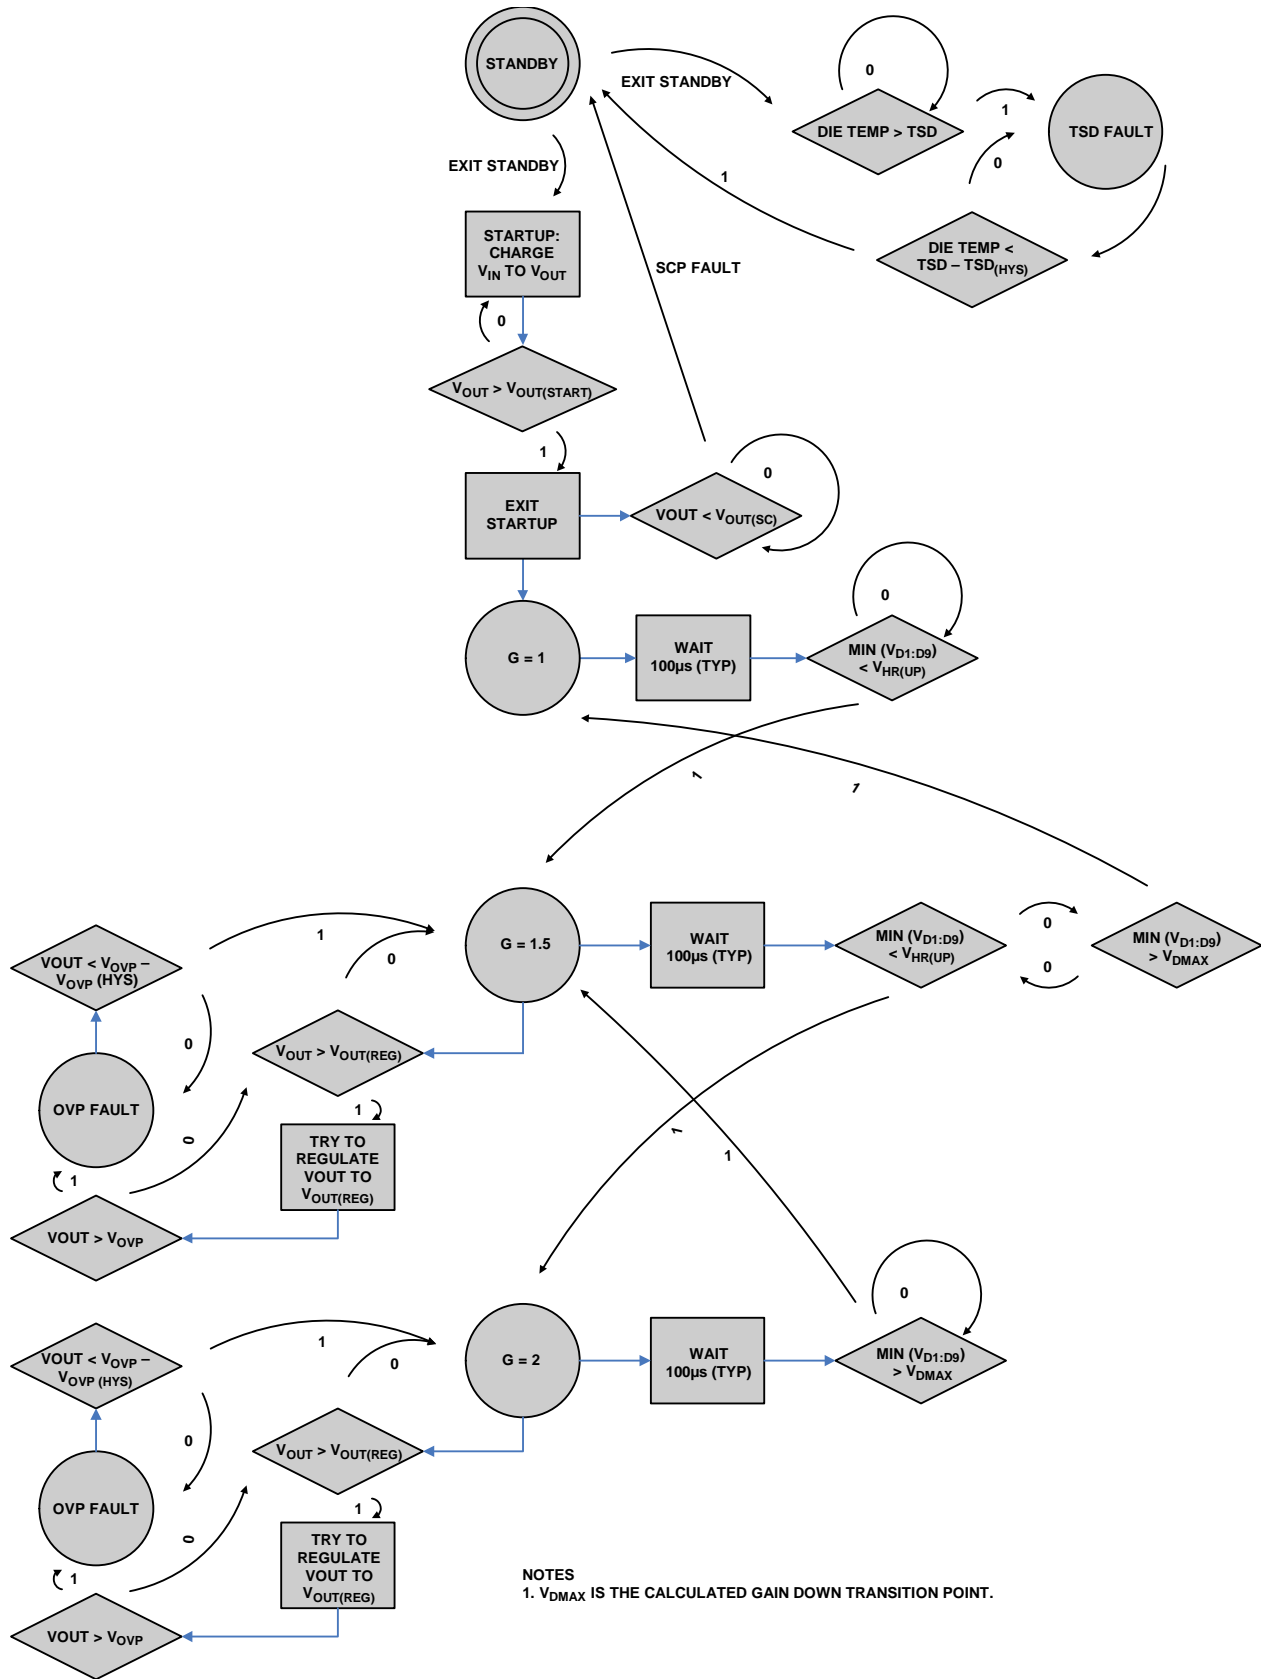 STANDBY
EXIT STANDBY
0
DIE TEMP > TSD
1
TSD FAULT
0
EXIT STANDBY
1
DIE TEMP <
TSD – TSD(HYS)
STARTUP:
CHARGE
VIN TO VOUT
SCP FAULT
0
VOUT > VOUT(START)
1
0
EXIT
STARTUP
VOUT < VOUT(SC)
0
G = 1
WAIT
100µs (TYP)
MIN (VD1:D9)
< VHR(UP)
1
1
VOUT < VOVP –
VOVP (HYS)
1
0
G = 1.5
WAIT
100µs (TYP)
MIN (VD1:D9)
< VHR(UP)
0
0
MIN (VD1:D9)
> VDMAX
0
VOUT > VOUT(REG)
OVP FAULT
1
0
TRY TO
REGULATE
VOUT TO
VOUT(REG)
1
1
1
VOUT > VOVP
0
VOUT < VOVP –
VOVP (HYS)
1
0
G = 2
WAIT
100µs (TYP)
MIN (VD1:D9)
> VDMAX
0
VOUT > VOUT(REG)
OVP FAULT
1
0
TRY TO
REGULATE
VOUT TO
VOUT(REG)
1
VOUT > VOVP
NOTES
1. VDMAX IS THE CALCULATED GAIN DOWN TRANSITION POINT.